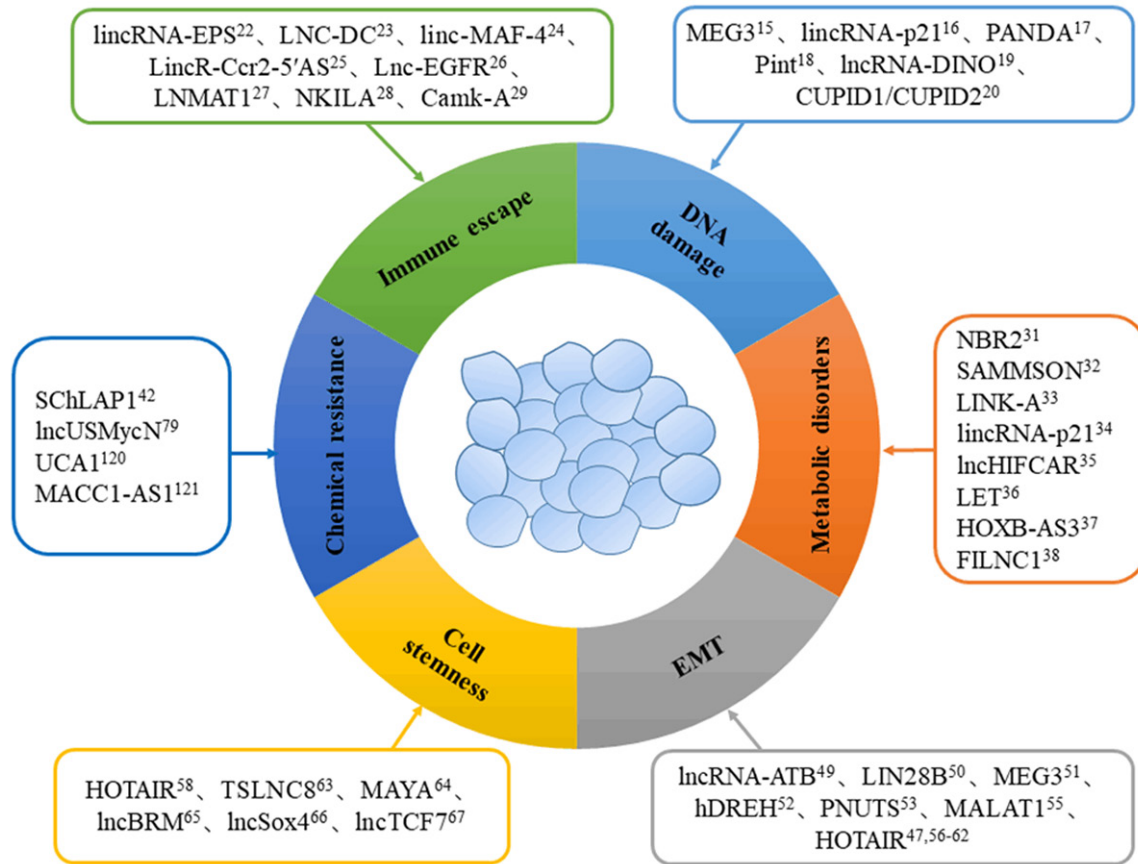 lincRNA-EPS²²、LNC-DC²³、linc-MAF-4²⁴、
LincR-Ccr2-5′AS²⁵、Lnc-EGFR²⁶、
LNMAT1²⁷、NKILA²⁸、Camk-A²⁹
MEG3¹⁵、lincRNA-p21¹⁶、PANDA¹⁷、
Pint¹⁸、lncRNA-DINO¹⁹、
CUPID1/CUPID2²⁰
Immune escape
DNA
damage
Chemical resistance
Metabolic disorders
Cell
stemness
EMT
SChLAP1⁴²
lncUSMycN⁷⁹
UCA1¹²⁰
MACC1-AS1¹²¹
NBR2³¹
SAMMSON³²
LINK-A³³
lincRNA-p21³⁴
lncHIFCAR³⁵
LET³⁶
HOXB-AS3³⁷
FILNC1³⁸
HOTAIR⁵⁸、TSLNC8⁶³、MAYA⁶⁴、
lncBRM⁶⁵、lncSox4⁶⁶、lncTCF7⁶⁷
lncRNA-ATB⁴⁹、LIN28B⁵⁰、MEG3⁵¹、
hDREH⁵²、PNUTS⁵³、MALAT1⁵⁵、
HOTAIR⁴⁷,⁵⁶⁻⁶²